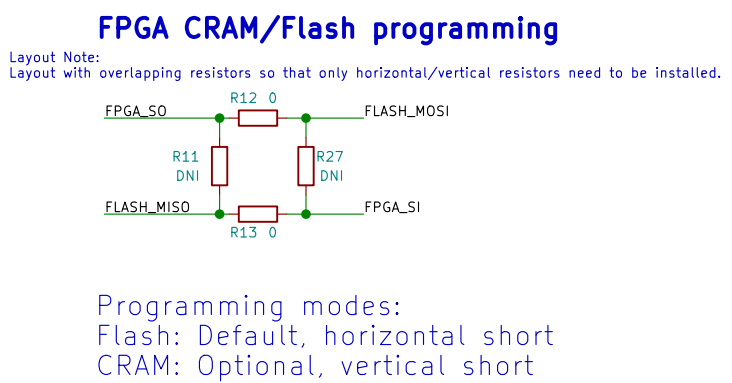 FPGA CRAM/Flash programming
Layout Note:
Layout with overlapping resistors so that only horizontal/vertical resistors need to be installed.
R12 0
FPGA_SO
FLASH_MOSI
R11
DNI
R27
DNI
FLASH_MISO
FPGA_SI
R13 0
Programming modes:
Flash: Default, horizontal short
CRAM: Optional, vertical short